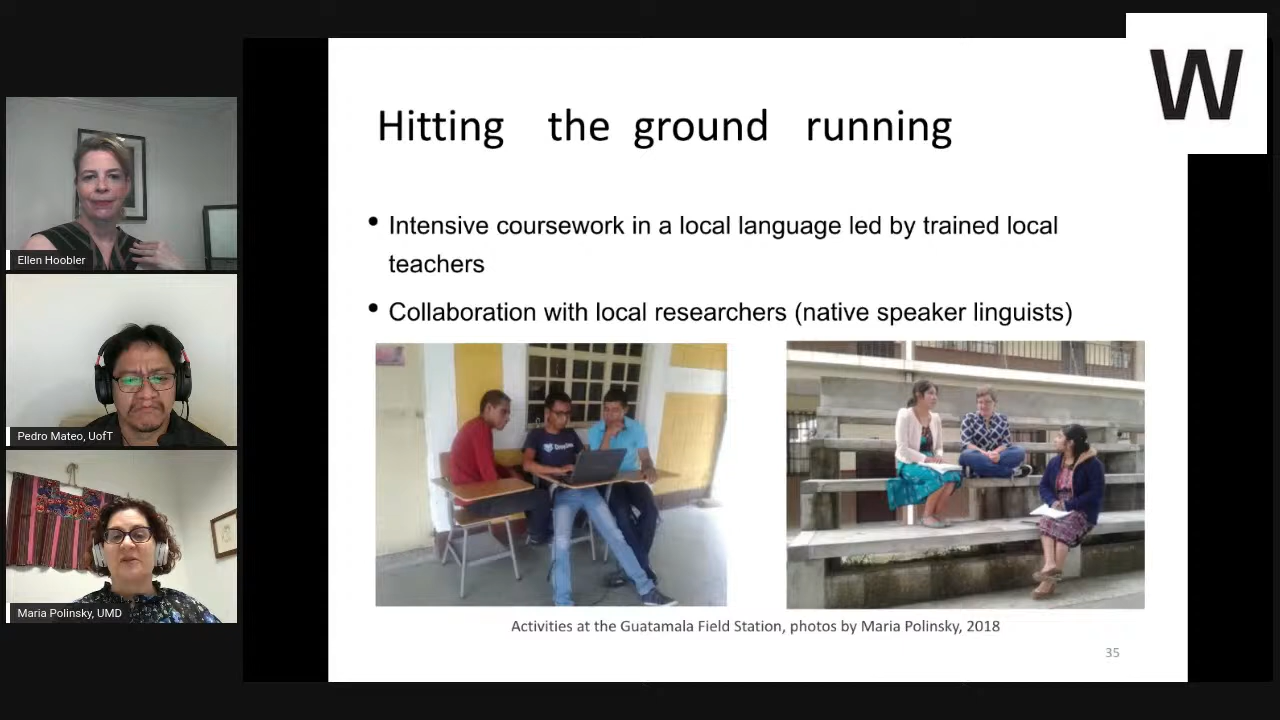 W
Hitting the ground running
Intensive coursework in a local language led by trained local
teachers
Collaboration with local researchers (native speaker linguists)
Activities at the Guatamala Field Station, photos by Maria Polinsky, 2018
35
Ellen Hoobler
Pedro Mateo, UofT
Maria Polinsky, UMD